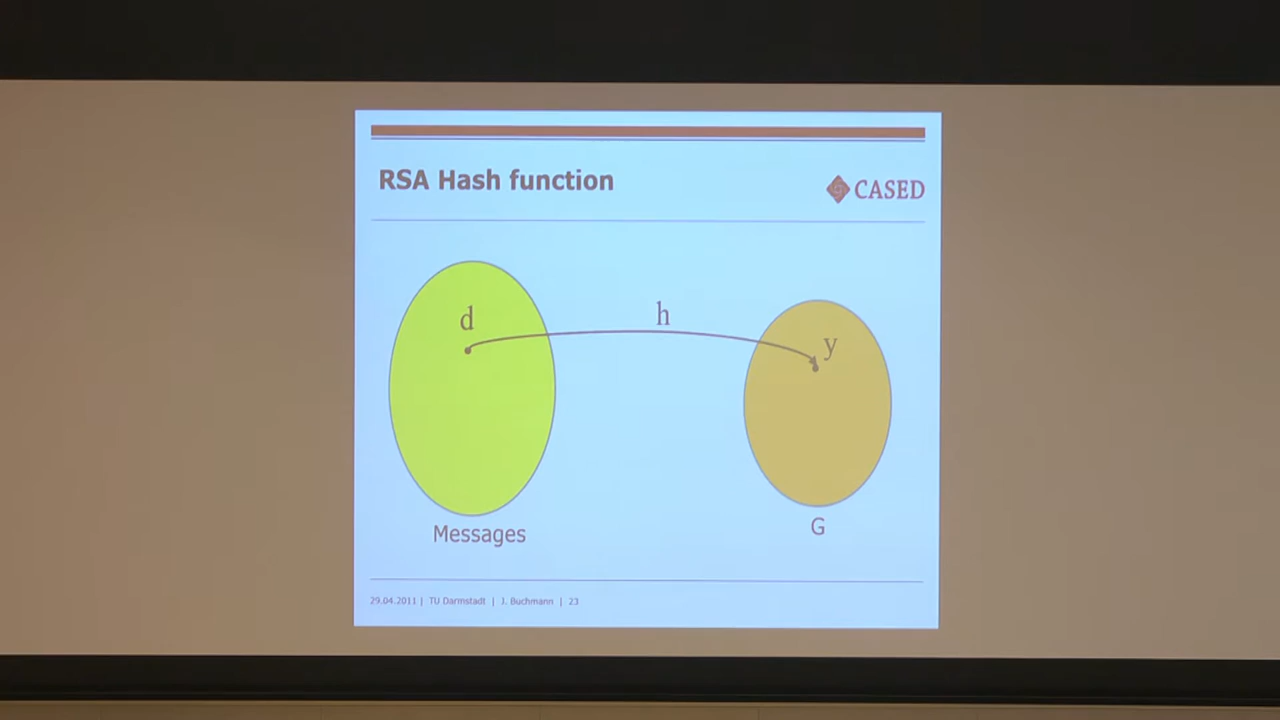 RSA Hash function
CASED
d
h
y
Messages
G
29.04.2011 | TU Darmstadt | J. Buchmann | 23